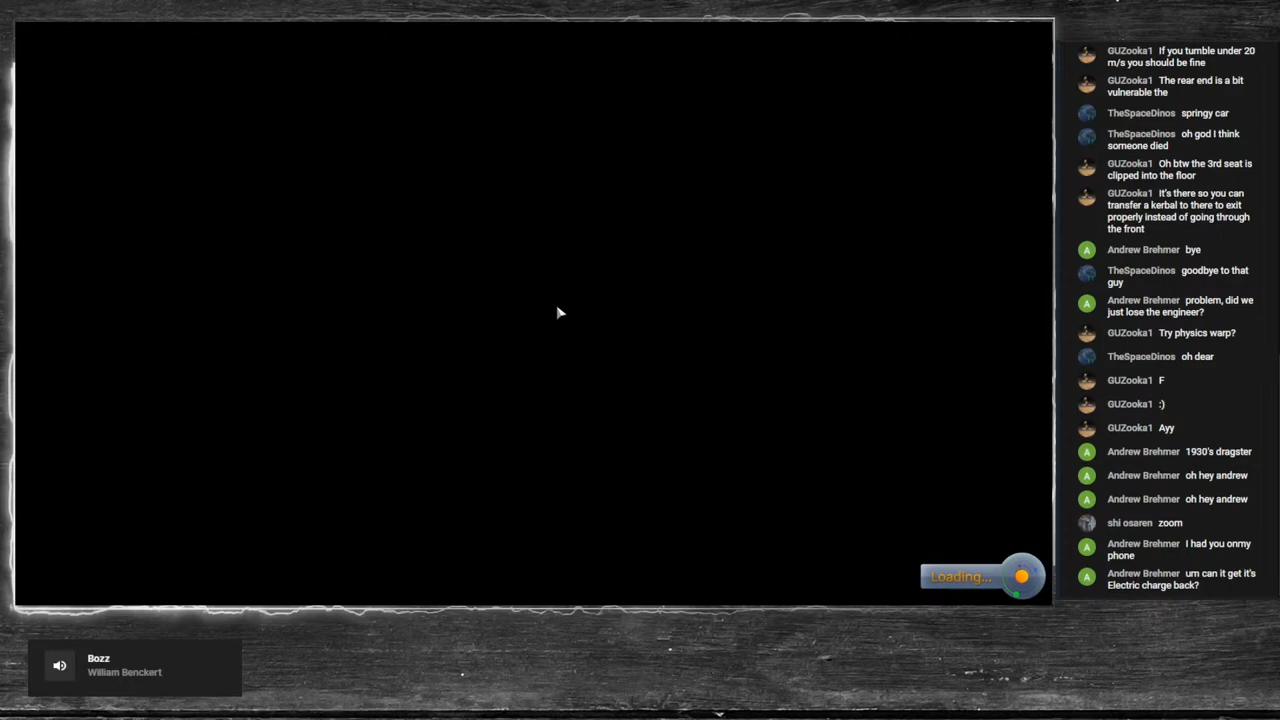 GUZooka1 If you tumble under 20
m/s you should be fine
GUZooka1 The rear end is a bit
vulnerable the
TheSpaceDinos springy car
TheSpaceDinos oh god I think
someone died
GUZooka1 Oh btw the 3rd seat is
clipped into the floor
GUZooka1 It's there so you can
transfer a kerbal to there to exit
properly instead of going through
the front
A Andrew Brehmer bye
TheSpaceDinos goodbye to that
guy
A Andrew Brehmer problem, did we
just lose the engineer?
GUZooka1 Try physics warp?
TheSpaceDinos oh dear
GUZooka1 F
GUZooka1 :)
GUZooka1 Ayy
A Andrew Brehmer 1930's dragster
A Andrew Brehmer oh hey andrew
A Andrew Brehmer oh hey andrew
shi osaren zoom
A Andrew Brehmer I had you onmy
phone
A Andrew Brehmer um can it get it's
Electric charge back?
Loading...
Bozz
William Benckert